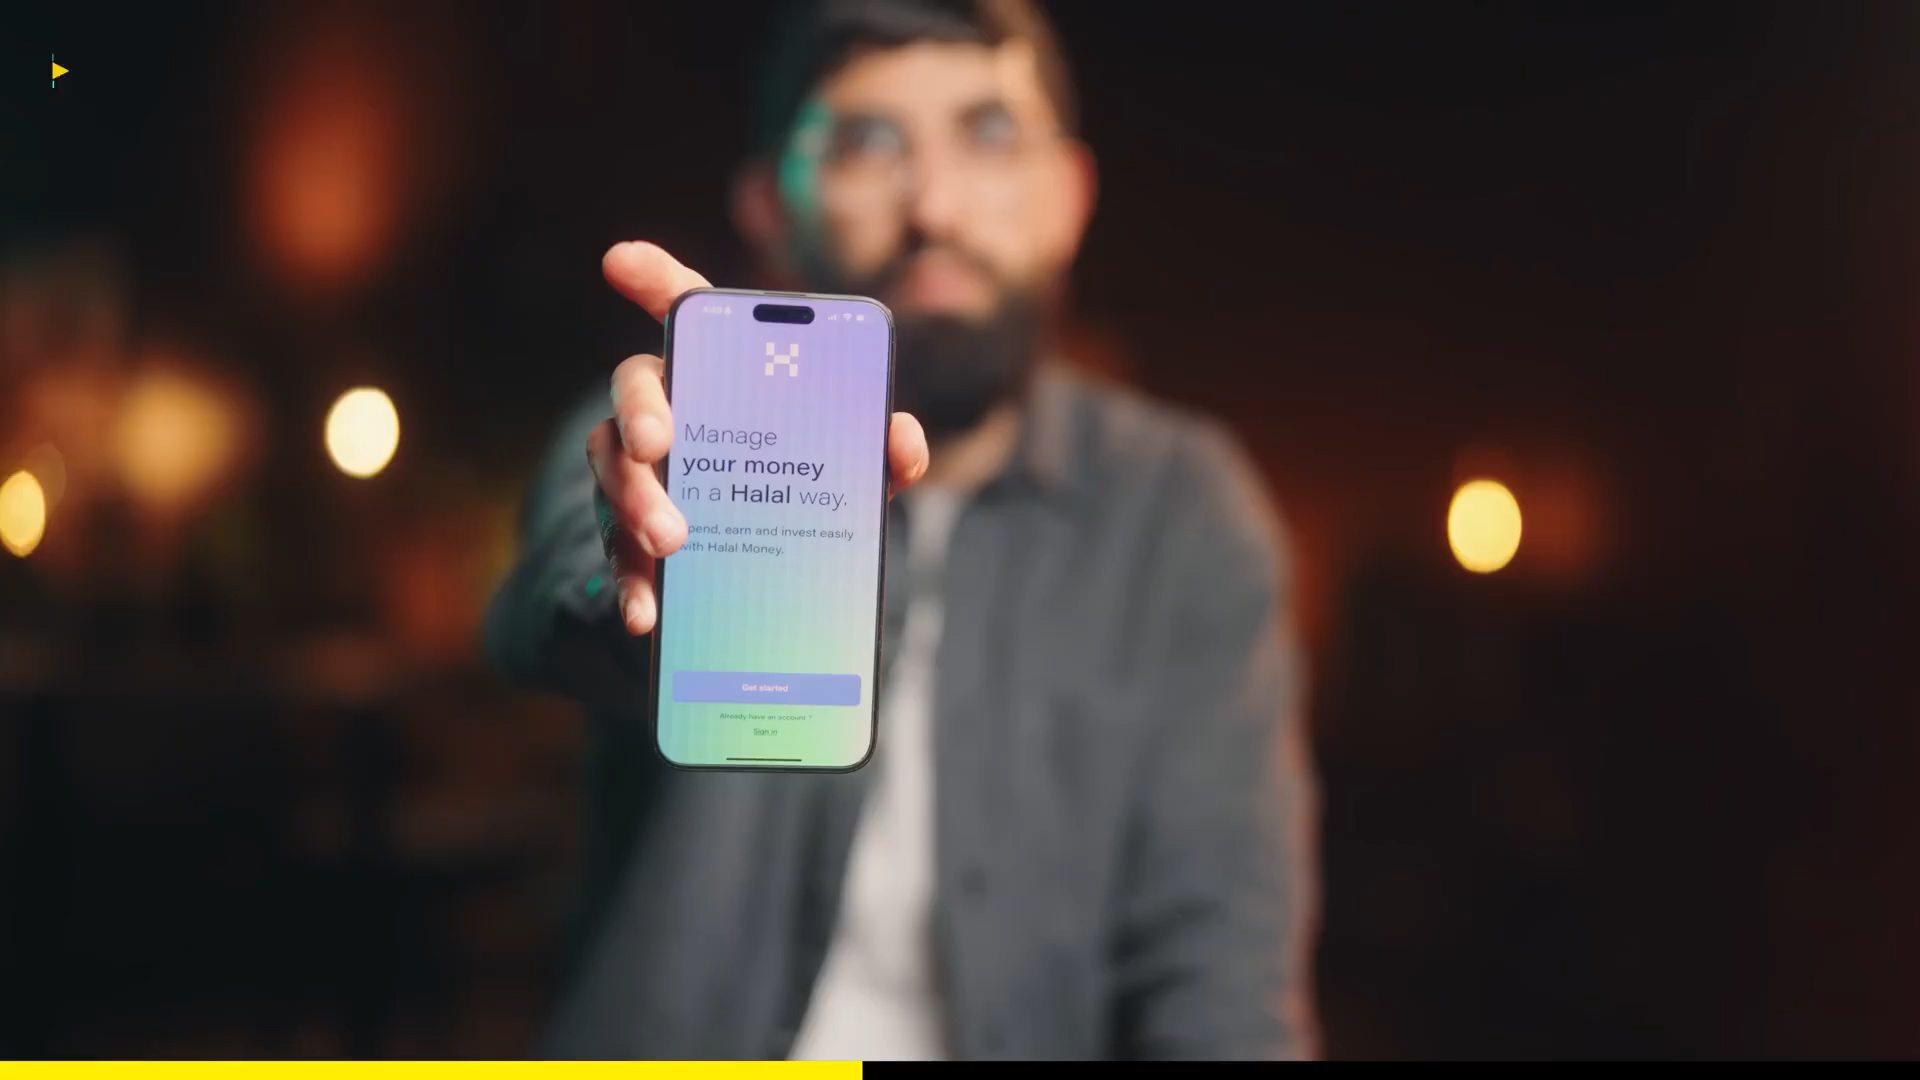 Manage
your money
in a Halal way.
pend, earn and invest easily
with Halal Money.
Get started
Already have an account ?
Sign in